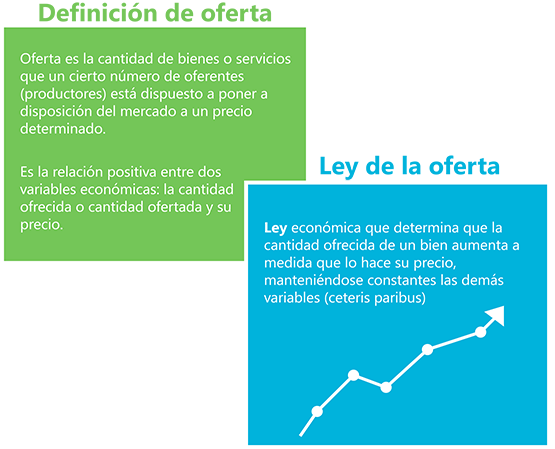 Definición de oferta
Oferta es la cantidad de bienes o servicios
que un cierto número de oferentes
(productores) está dispuesto a poner a
disposición del mercado a un precio
determinado.
Es la relación positiva entre dos
variables económicas: la cantidad
ofrecida o cantidad ofertada y su
precio.
Ley de la oferta
Ley económica que determina que la
cantidad ofrecida de un bien aumenta a
medida que lo hace su precio,
manteniéndose constantes las demás
variables (ceteris paribus)